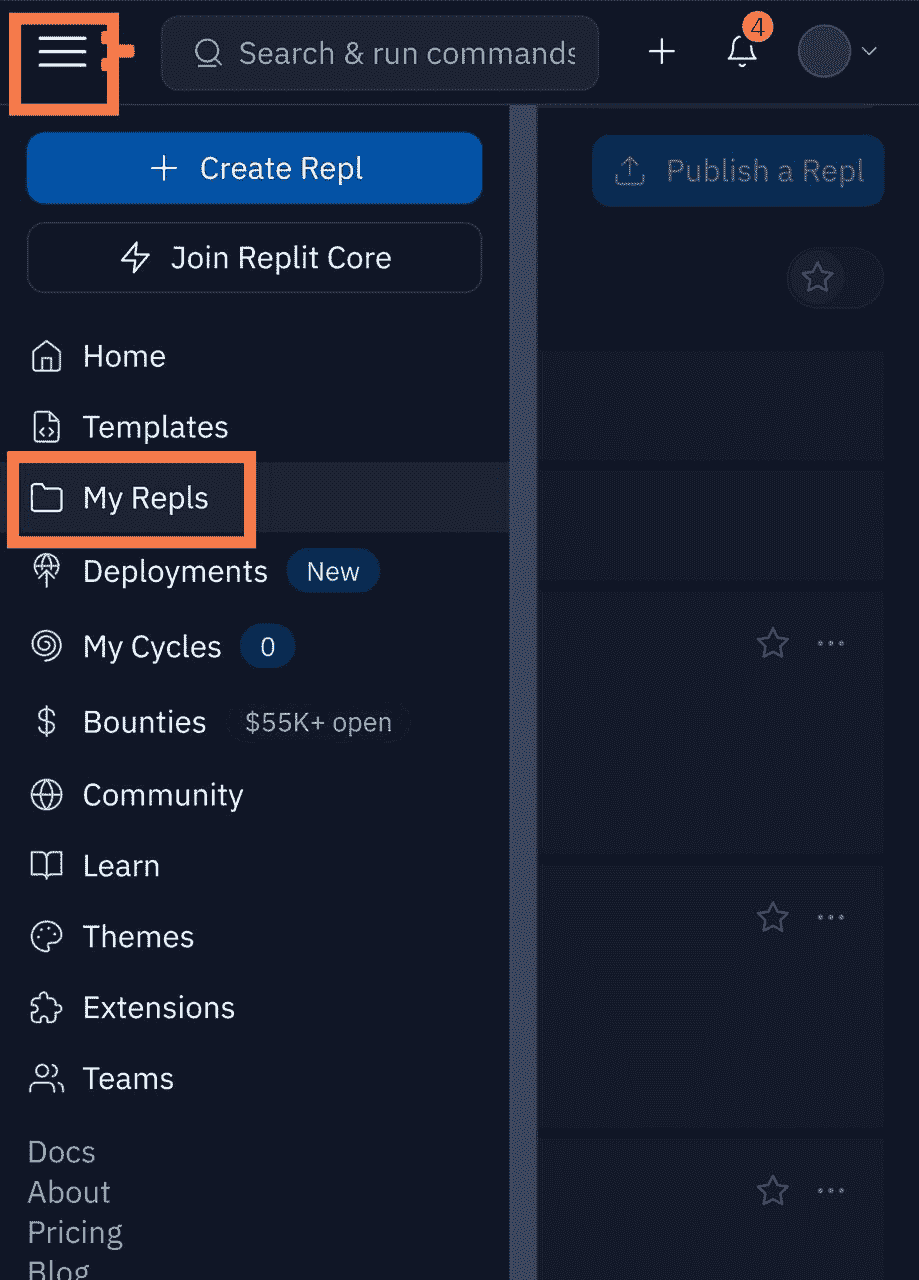 Search & run commands
4
Create Repl
Publish a Repl
Join Replit Core
Home
Templates
My Repls
Deployments New
My Cycles 0
Bounties $55K+ open
Community
Learn
Themes
Extensions
Teams
Docs
About
Pricing
Blog